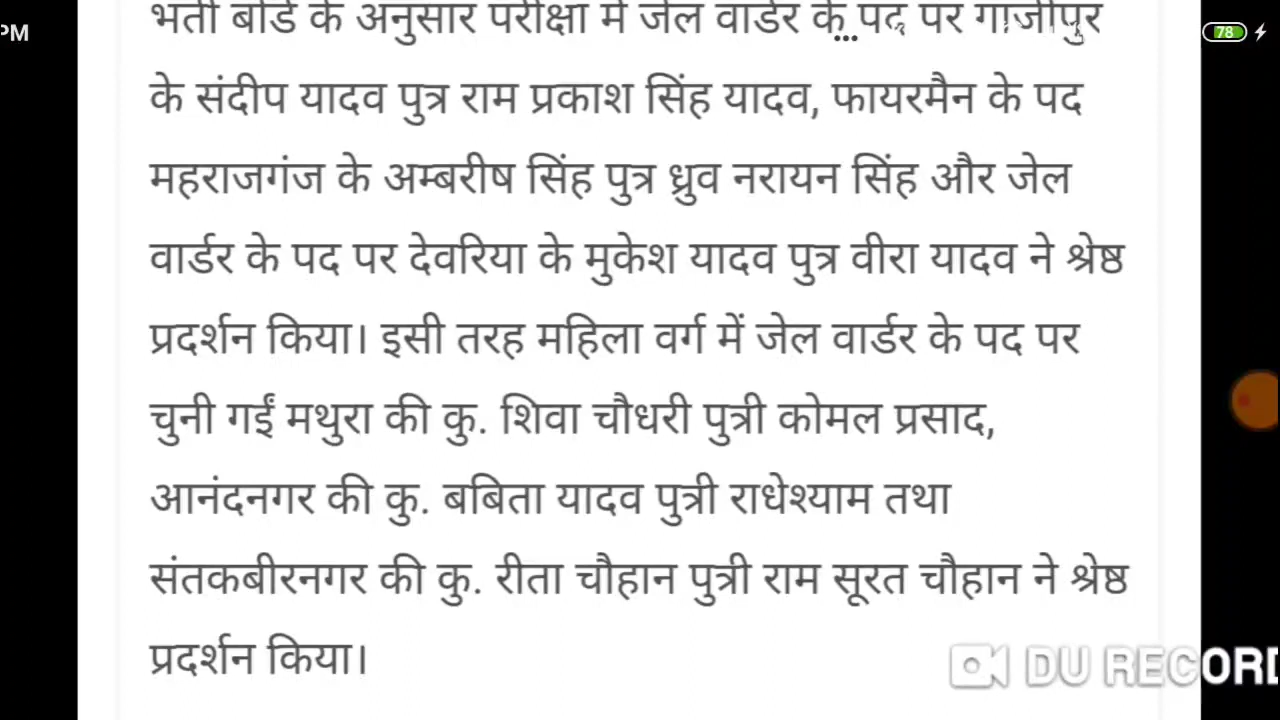 PM
78
भर्ती बोर्ड के अनुसार परीक्षा में जेल वार्डर के पद पर गाजीपुर
के संदीप यादव पुत्र राम प्रकाश सिंह यादव, फायरमैन के पद
महराजगंज के अम्बरीष सिंह पुत्र ध्रुव नरायन सिंह और जेल
वार्डर के पद पर देवरिया के मुकेश यादव पुत्र वीरा यादव ने श्रेष्ठ
प्रदर्शन किया। इसी तरह महिला वर्ग में जेल वार्डर के पद पर
चुनी गईं मथुरा की कु. शिवा चौधरी पुत्री कोमल प्रसाद,
आनंदनगर की कु. बबिता यादव पुत्री राधेश्याम तथा
संतकबीरनगर की कु. रीता चौहान पुत्री राम सूरत चौहान ने श्रेष्ठ
प्रदर्शन किया।
DU RECORD